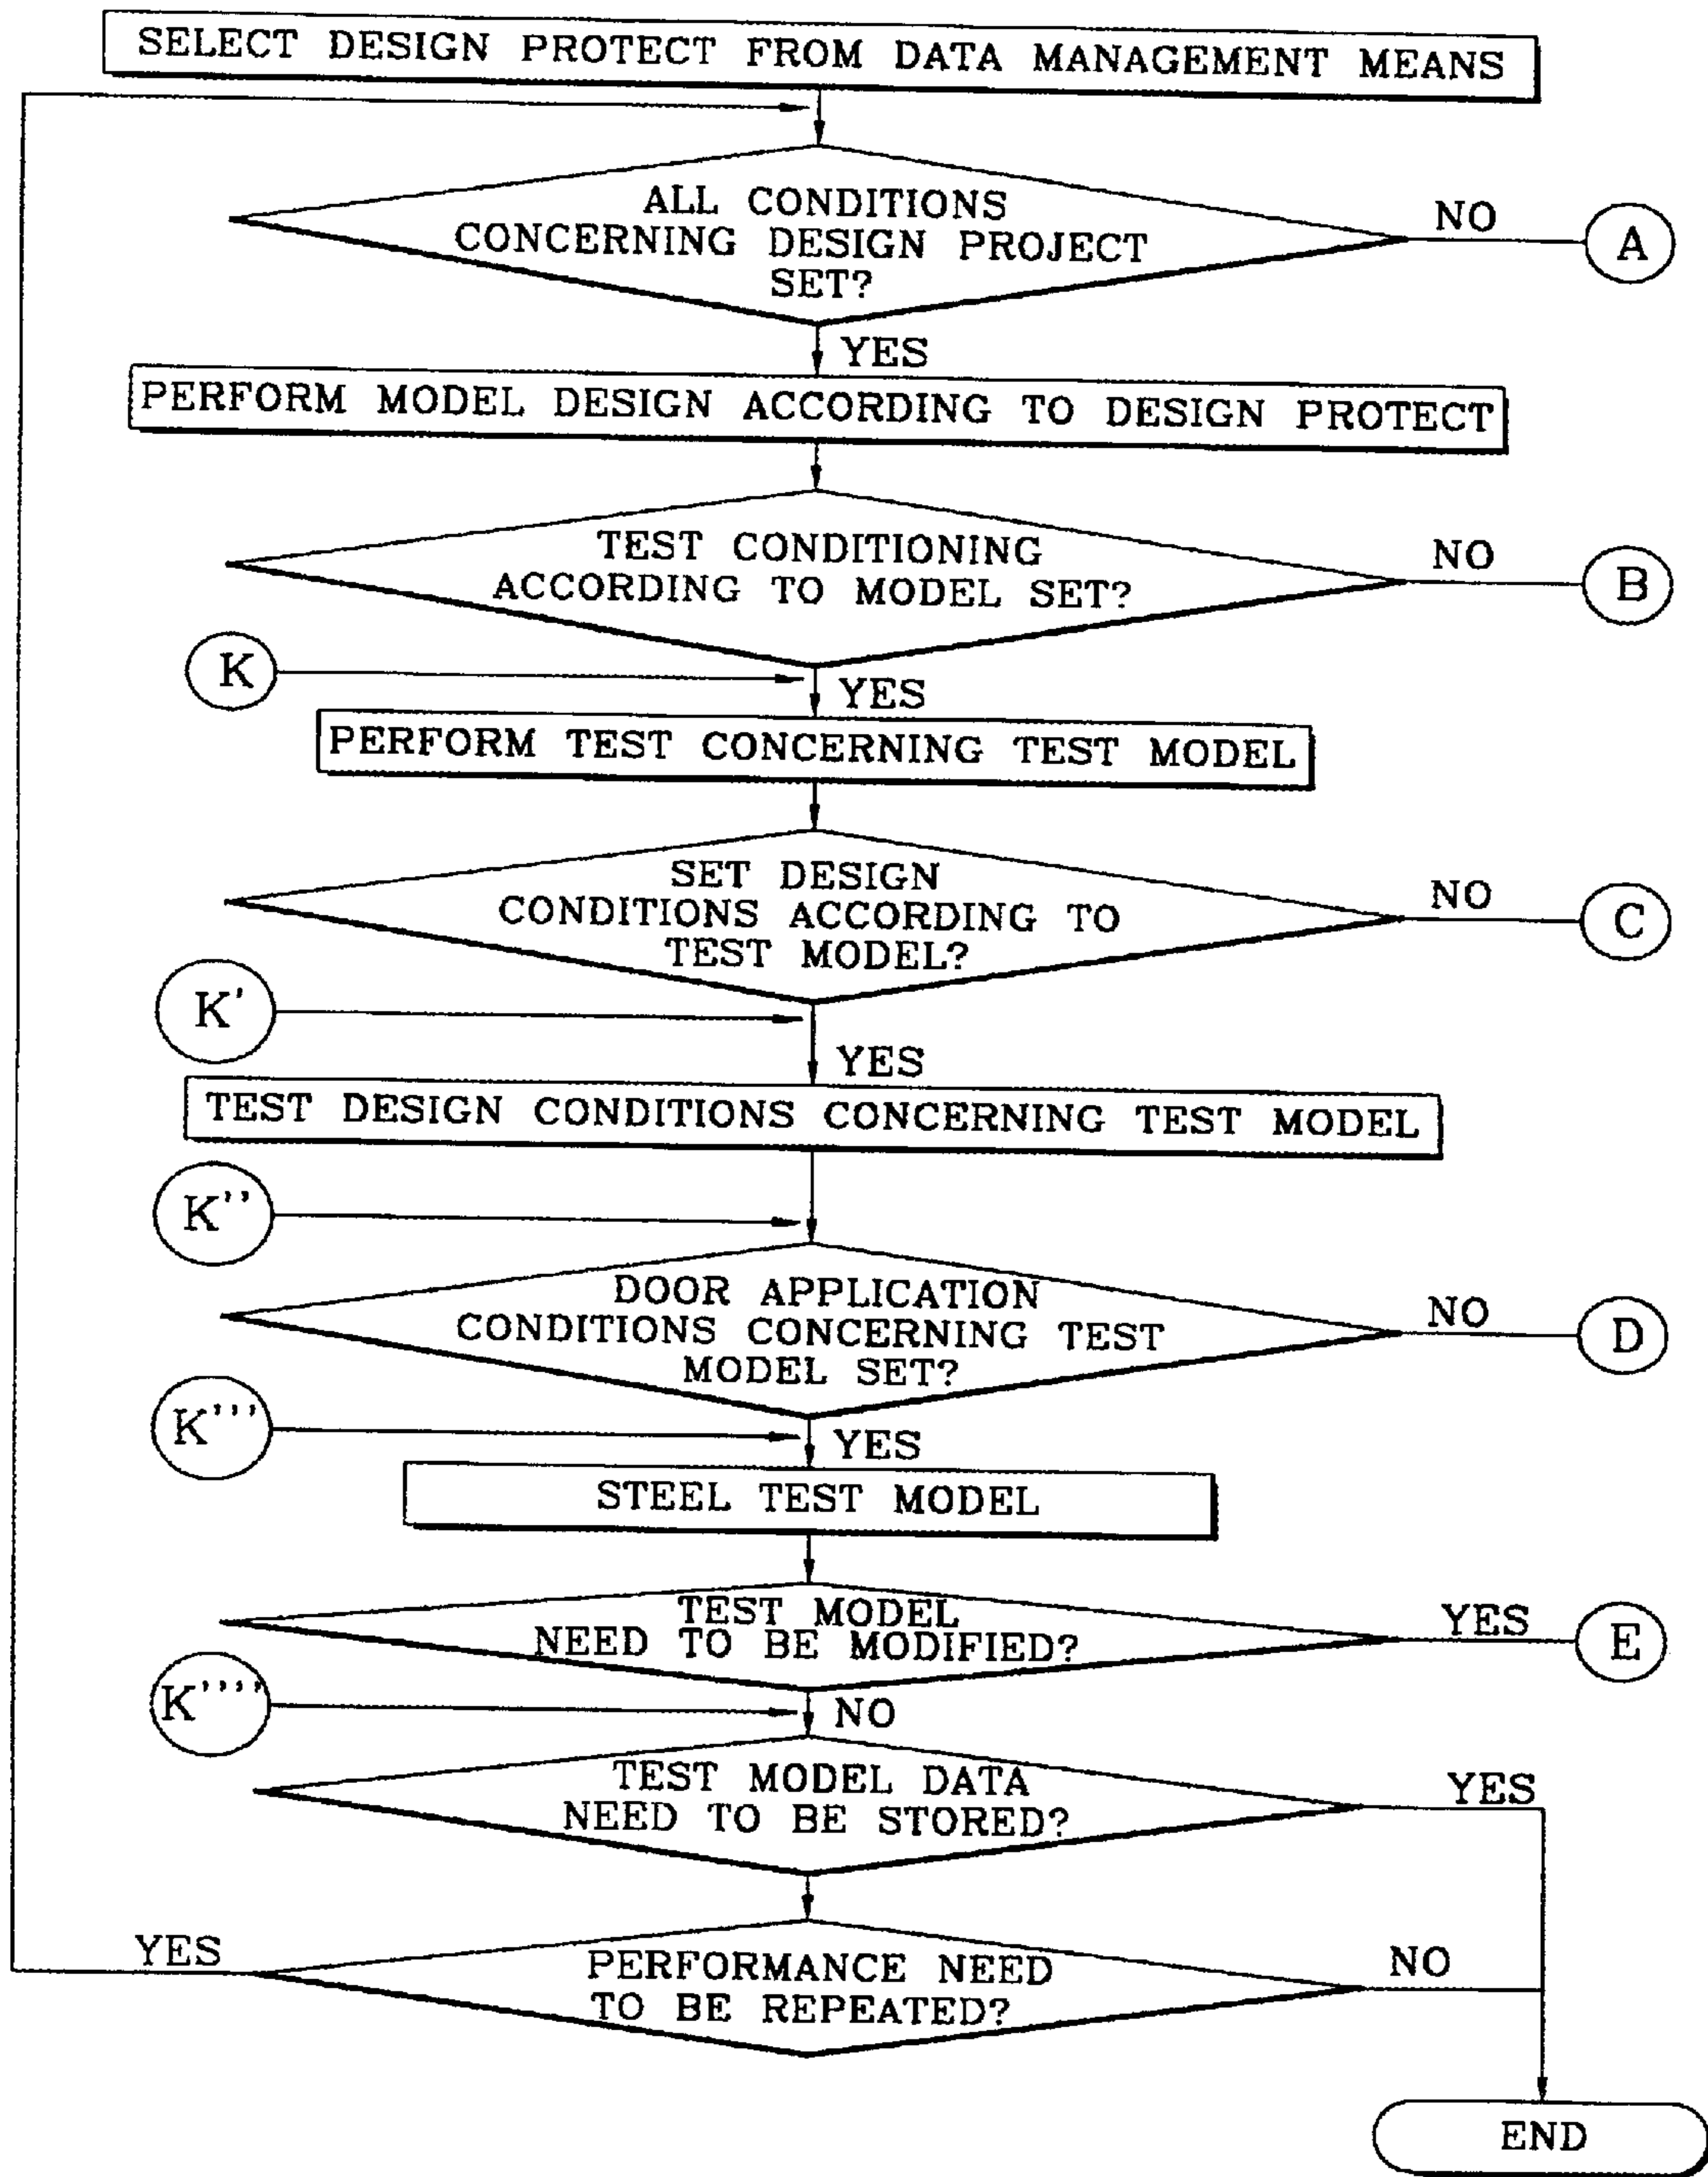 SELECT DESIGN PROTECT FROM DATA MANAGEMENT MEANS
ALL CONDITIONS
CONCERNING DESIGN PROJECT
SET?
NO
A
YES
PERFORM MODEL DESIGN ACCORDING TO DESIGN PROTECT
TEST CONDITIONING
ACCORDING TO MODEL SET?
NO
B
K
YES
PERFORM TEST CONCERNING TEST MODEL
SET DESIGN
CONDITIONS ACCORDING TO
TEST MODEL?
NO
C
K'
YES
TEST DESIGN CONDITIONS CONCERNING TEST MODEL
K''
DOOR APPLICATION
CONDITIONS CONCERNING TEST
MODEL SET?
NO
D
K'''
YES
STEEL TEST MODEL
TEST MODEL
NEED TO BE MODIFIED?
YES
E
K''''
NO
TEST MODEL DATA
NEED TO BE STORED?
YES
YES
PERFORMANCE NEED
TO BE REPEATED?
NO
END